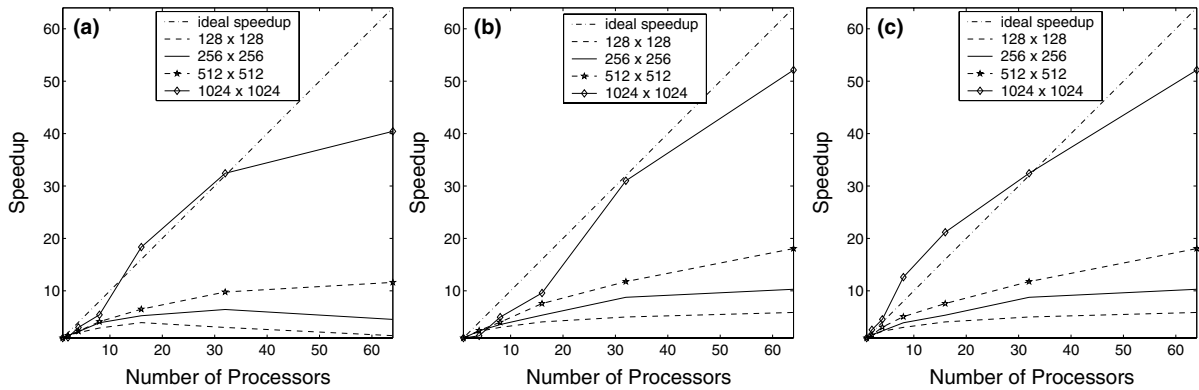 (a)
ideal speedup
128 x 128
256 x 256
512 x 512
1024 x 1024
60
50
40
30
20
10
Speedup
10 20 30 40 50 60
Number of Processors
(b)
ideal speedup
128 x 128
256 x 256
512 x 512
1024 x 1024
60
50
40
30
20
10
Speedup
10 20 30 40 50 60
Number of Processors
(c)
ideal speedup
128 x 128
256 x 256
512 x 512
1024 x 1024
60
50
40
30
20
10
Speedup
10 20 30 40 50 60
Number of Processors